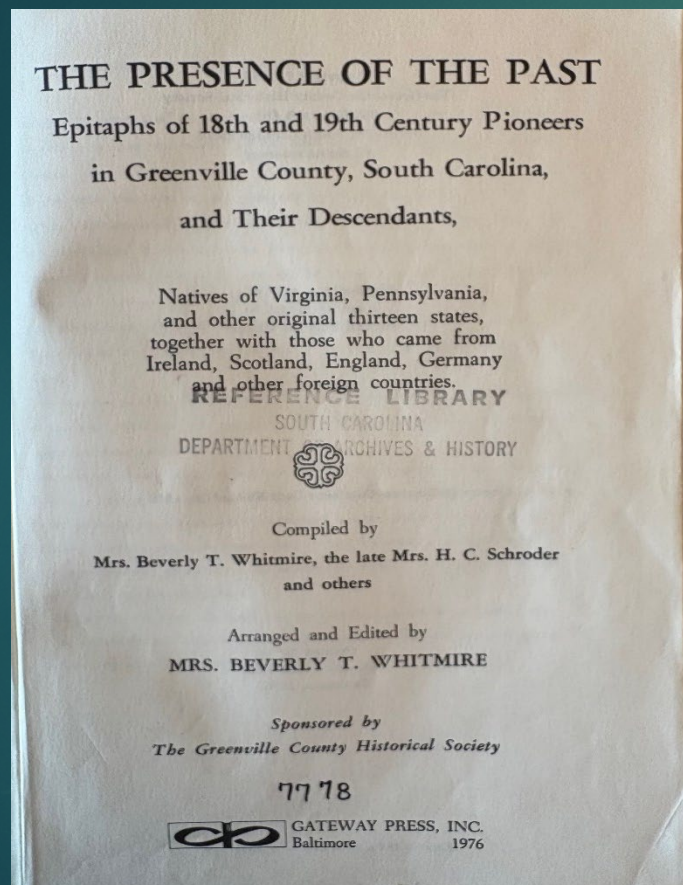 THE PRESENCE OF THE PAST
Epitaphs of 18th and 19th Century Pioneers
in Greenville County, South Carolina,
and Their Descendants,
Natives of Virginia, Pennsylvania,
and other original thirteen states,
together with those who came from
Ireland, Scotland, England, Germany
and other foreign countries.
REFERENCE LIBRARY
SOUTH CAROLINA
DEPARTMENT OF ARCHIVES & HISTORY
Compiled by
Mrs. Beverly T. Whitmire, the late Mrs. H. C. Schroder
and others
Arranged and Edited by
MRS. BEVERLY T. WHITMIRE
Sponsored by
The Greenville County Historical Society
7778
GATEWAY PRESS, INC.
Baltimore 1976